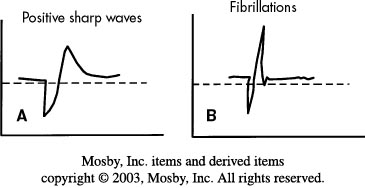 Positive sharp waves
Fibrillations
A
B
Mosby, Inc. items and derived items
copyright © 2003, Mosby, Inc. All rights reserved.